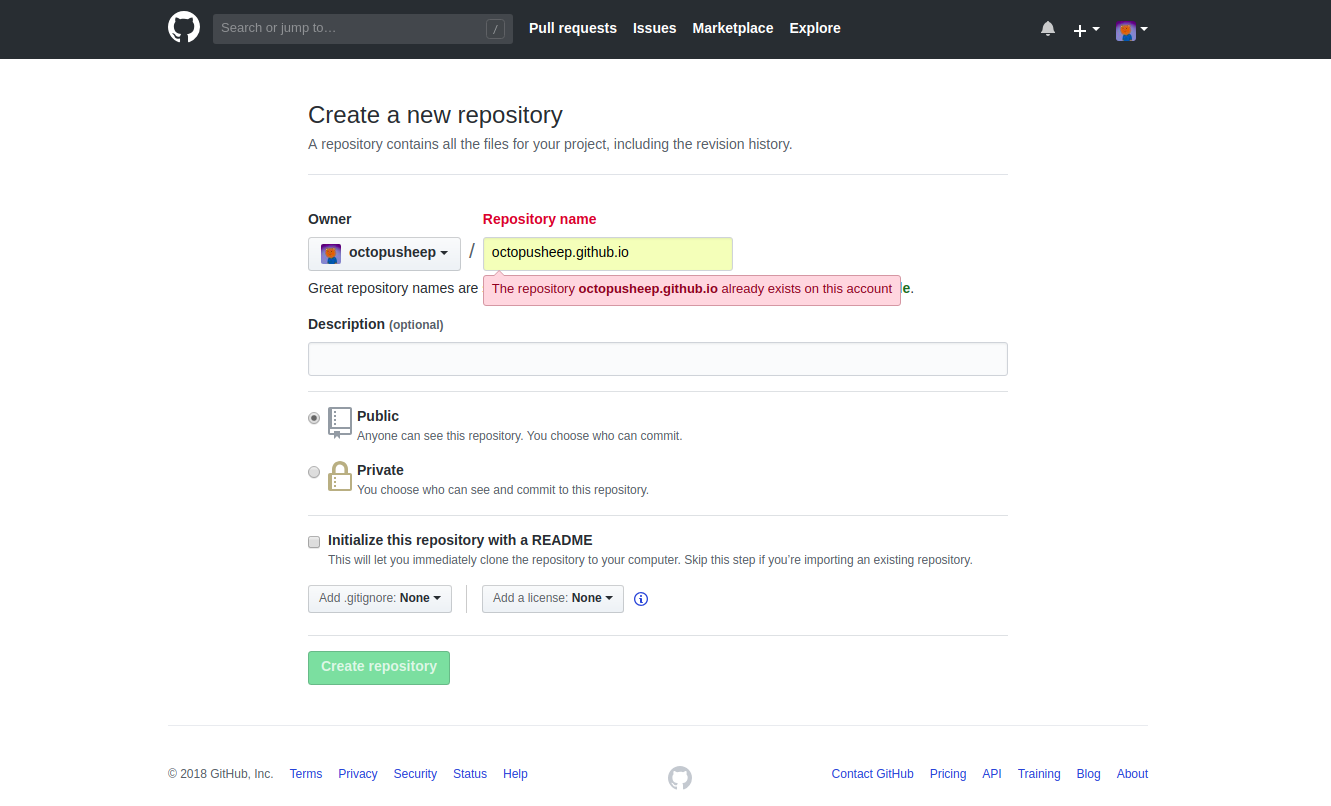 Search or jump to…
/
Pull requests
Issues
Marketplace
Explore
Create a new repository
A repository contains all the files for your project, including the revision history.
Owner
Repository name
octopusheep
/
octopusheep.github.io
Great repository names are
The repository octopusheep.github.io already exists on this account
Description (optional)
Public
Anyone can see this repository. You choose who can commit.
Private
You choose who can see and commit to this repository.
Initialize this repository with a README
This will let you immediately clone the repository to your computer. Skip this step if you’re importing an existing repository.
Add .gitignore: None
Add a license: None
Create repository
© 2018 GitHub, Inc.
Terms
Privacy
Security
Status
Help
Contact GitHub
Pricing
API
Training
Blog
About